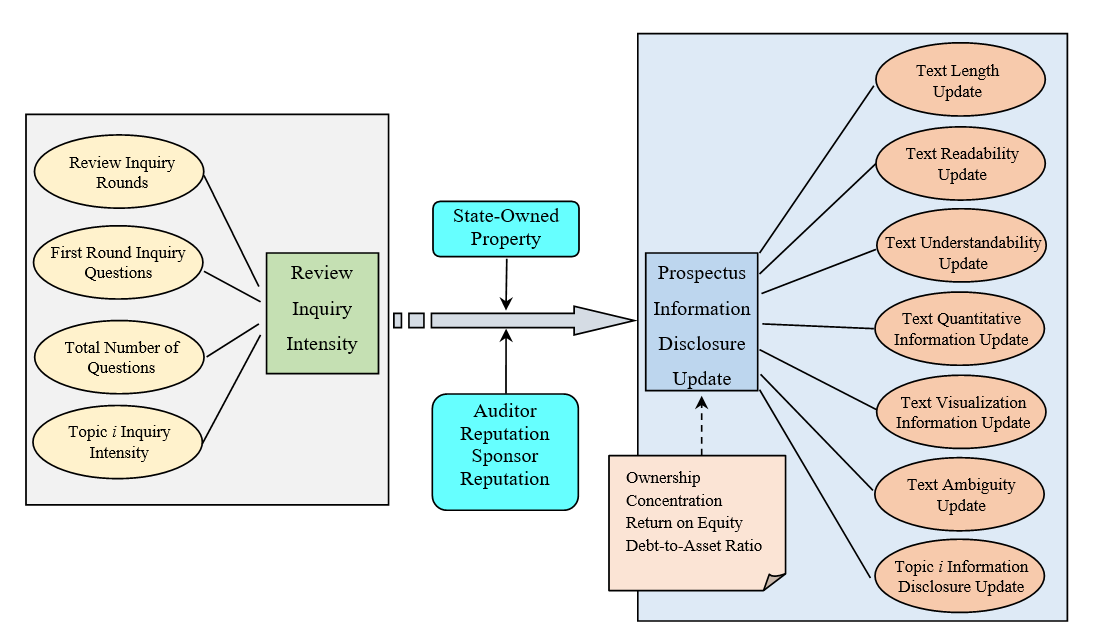 Review Inquiry
Rounds
First Round Inquiry
Questions
Total Number of
Questions
Topic i Inquiry
Intensity
Review
Inquiry
Intensity
State-Owned
Property
Auditor
Reputation
Sponsor
Reputation
Prospectus
Information
Disclosure
Update
Ownership
Concentration
Return on Equity
Debt-to-Asset Ratio
Text Length
Update
Text Readability
Update
Text Understandability
Update
Text Quantitative
Information Update
Text Visualization
Information Update
Text Ambiguity
Update
Topic i Information
Disclosure Update